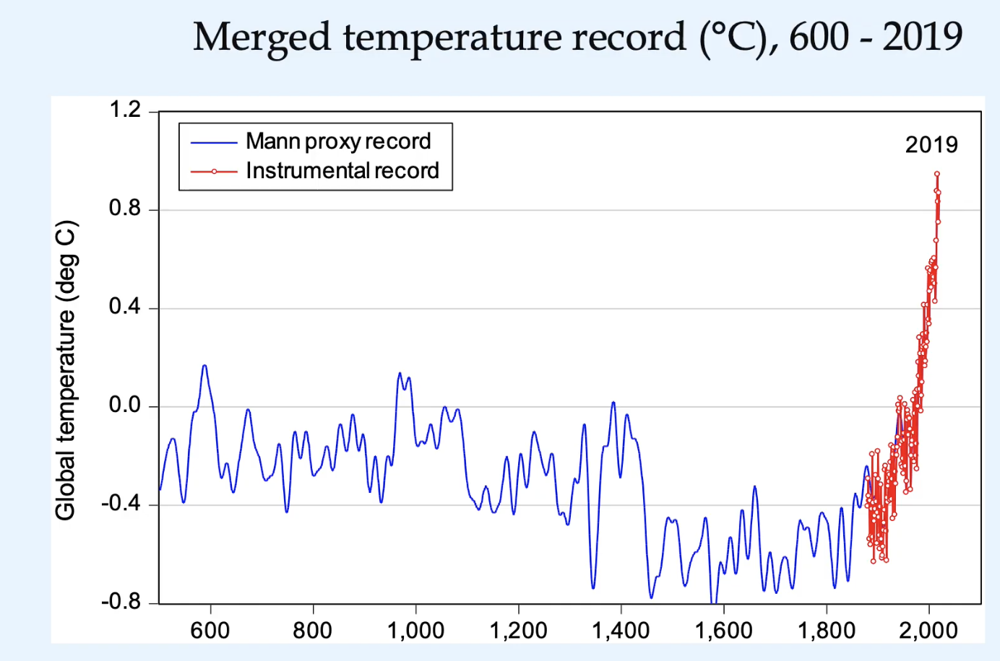 Merged temperature record (°C), 600 - 2019
1.2
0.8
0.4
0.0
-0.4
-0.8
Global temperature (deg C)
Mann proxy record
Instrumental record
2019
600 800 1,000 1,200 1,400 1,600 1,800 2,000